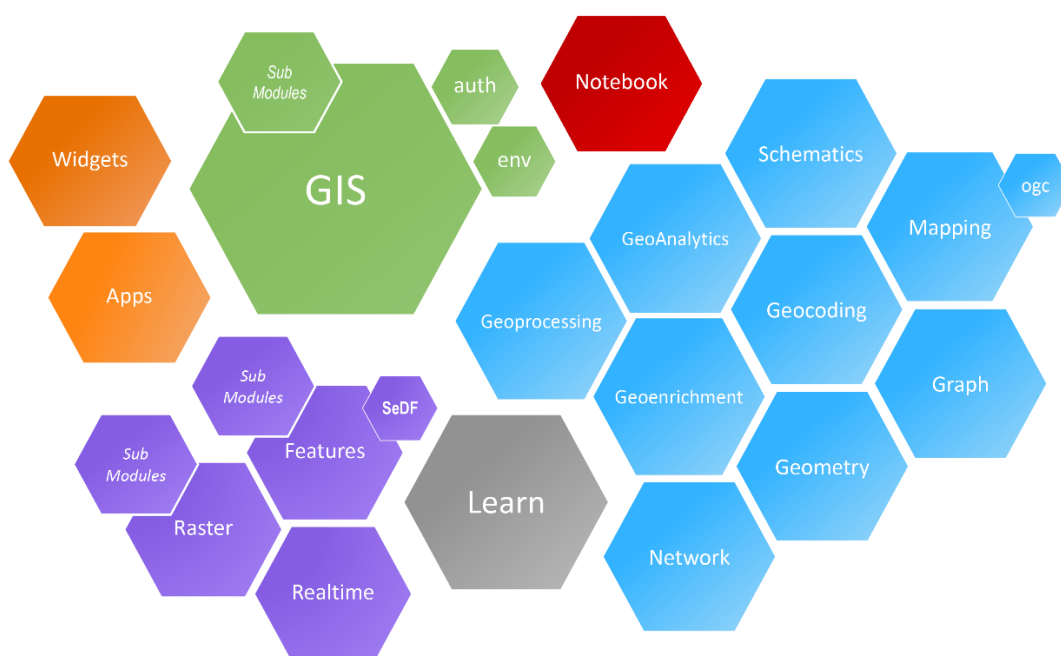 Sub
Modules
auth
Notebook
Widgets
env
Schematics
GIS
ogc
Mapping
GeoAnalytics
Apps
Geoprocessing
Geocoding
Sub
Modules
SeDF
Geoenrichment
Graph
Features
Sub
Modules
Geometry
Learn
Raster
Network
Realtime